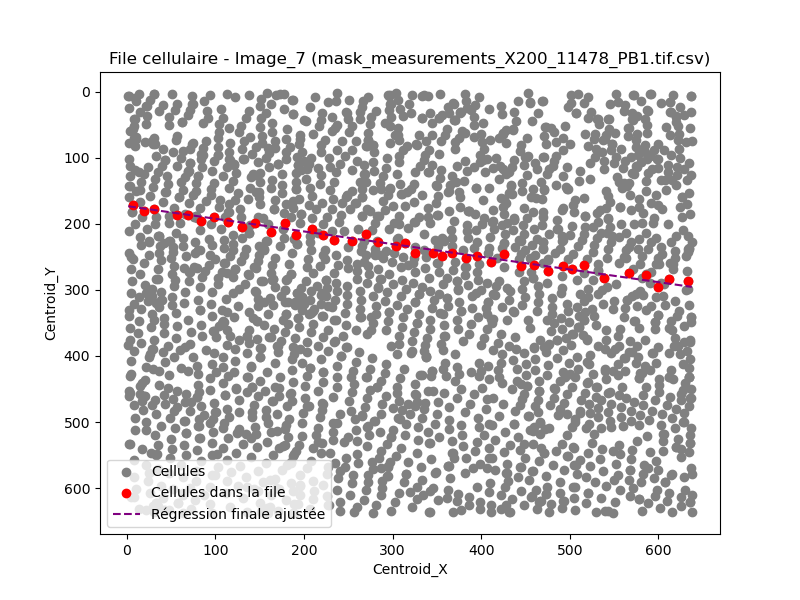 File cellulaire - Image_7 (mask_measurements_X200_11478_PB1.tif.csv)
0
100
200
300
400
500
600
Centroid_Y
Cellules
Cellules dans la file
Régression finale ajustée
0 100 200 300 400 500 600
Centroid_X